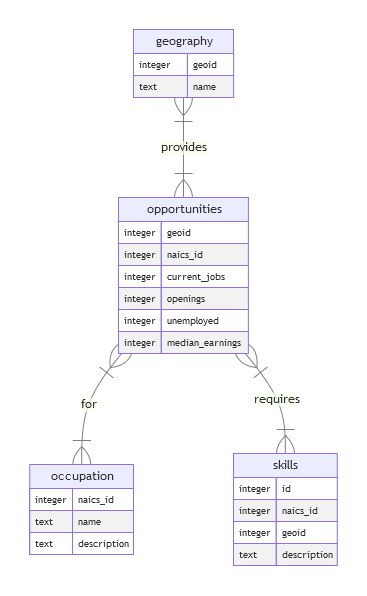 geography
integer geoid
text name
provides
opportunities
integer geoid
integer naics_id
integer current_jobs
integer openings
integer unemployed
integer median_earnings
for
requires
occupation
integer naics_id
text name
text description
skills
integer id
integer naics_id
integer geoid
text description